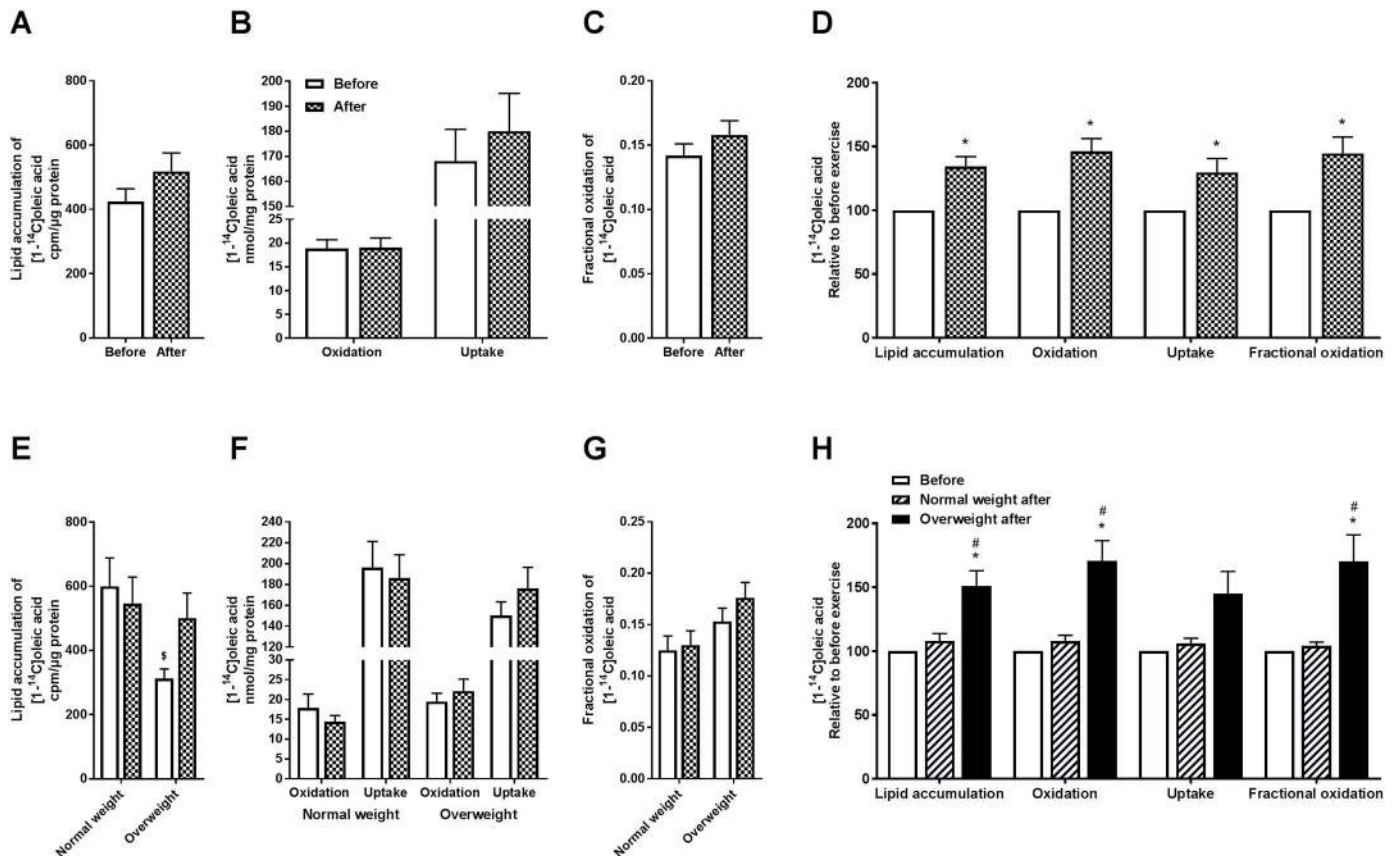 A
B
C
D
Lipid accumulation of
[1-¹⁴C]oleic acid
cpm/µg protein
800
600
400
200
0
Before
After
[1-¹⁴C]oleic acid
nmol/mg protein
200
190
180
170
160
150
25
20
15
10
5
0
Before
After
Oxidation
Uptake
Fractional oxidation of
[1-¹⁴C]oleic acid
0.20
0.15
0.10
0.05
0.00
Before
After
[1-¹⁴C]oleic acid
Relative to before exercise
200
150
100
50
0
*
*
*
*
Lipid accumulation
Oxidation
Uptake
Fractional oxidation
E
F
G
H
Lipid accumulation of
[1-¹⁴C]oleic acid
cpm/µg protein
800
600
400
200
0
$
Normal weight
Overweight
[1-¹⁴C]oleic acid
nmol/mg protein
240
220
200
180
160
140
120
30
25
20
15
10
5
0
Oxidation
Uptake
Oxidation
Uptake
Normal weight
Overweight
Fractional oxidation of
[1-¹⁴C]oleic acid
0.25
0.20
0.15
0.10
0.05
0.00
Normal weight
Overweight
Before
Normal weight after
Overweight after
[1-¹⁴C]oleic acid
Relative to before exercise
200
150
100
50
0
#
*
#
*
#
*
Lipid accumulation
Oxidation
Uptake
Fractional oxidation